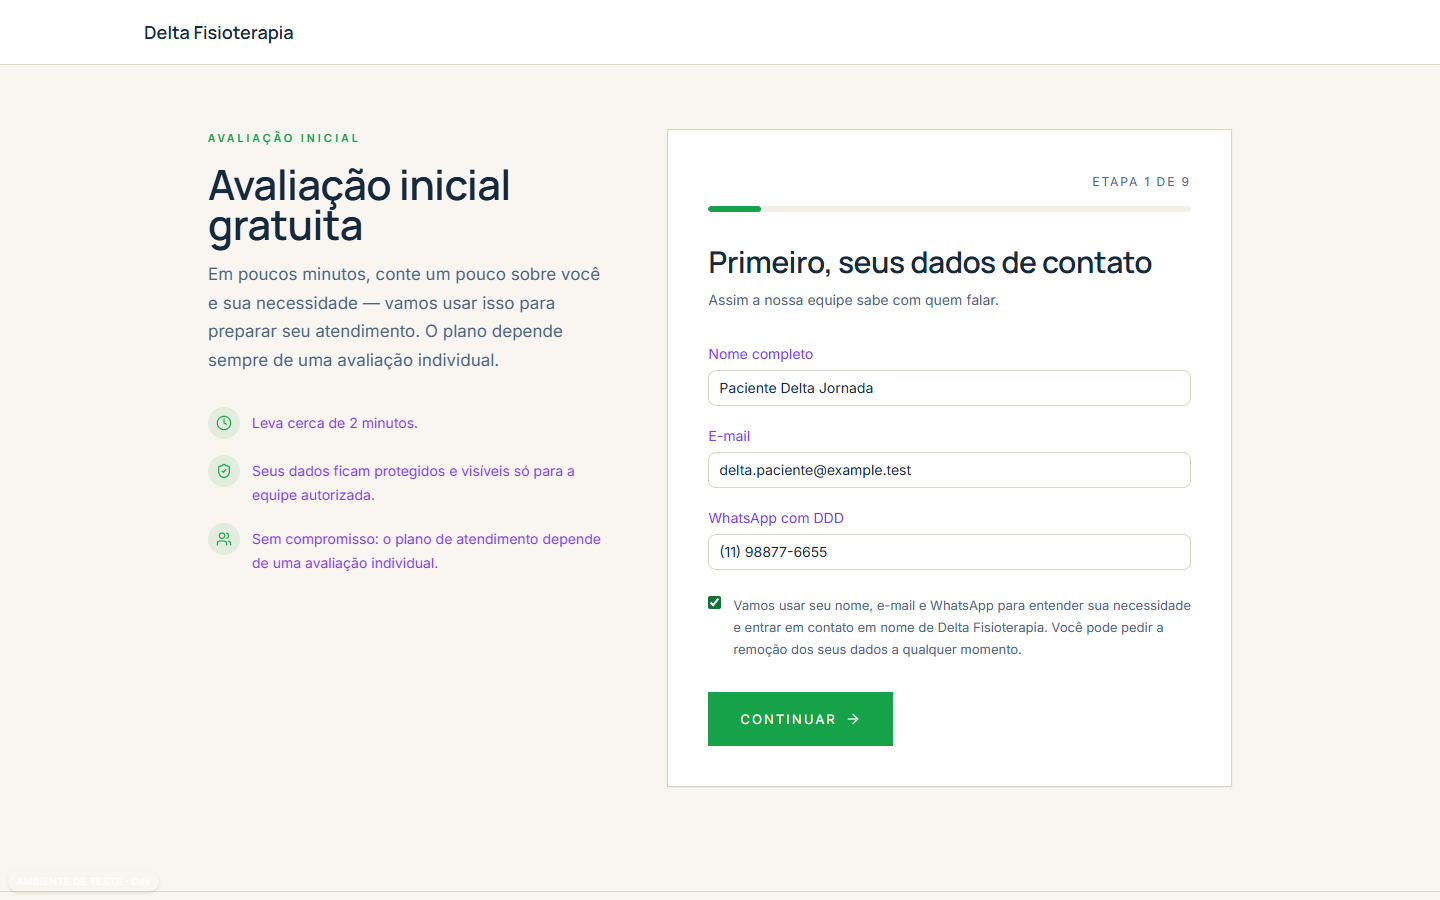 Delta Fisioterapia
AVALIAÇÃO INICIAL
Avaliação inicial
gratuita
Em poucos minutos, conte um pouco sobre você
e sua necessidade — vamos usar isso para
preparar seu atendimento. O plano depende
sempre de uma avaliação individual.
Leva cerca de 2 minutos.
Seus dados ficam protegidos e visíveis só para a
equipe autorizada.
Sem compromisso: o plano de atendimento depende
de uma avaliação individual.
ETAPA 1 DE 9
Primeiro, seus dados de contato
Assim a nossa equipe sabe com quem falar.
Nome completo
Paciente Delta Jornada
E-mail
delta.paciente@example.test
WhatsApp com DDD
(11) 98877-6655
Vamos usar seu nome, e-mail e WhatsApp para entender sua necessidade
e entrar em contato em nome de Delta Fisioterapia. Você pode pedir a
remoção dos seus dados a qualquer momento.
CONTINUAR
AMBIENTE DE TESTE